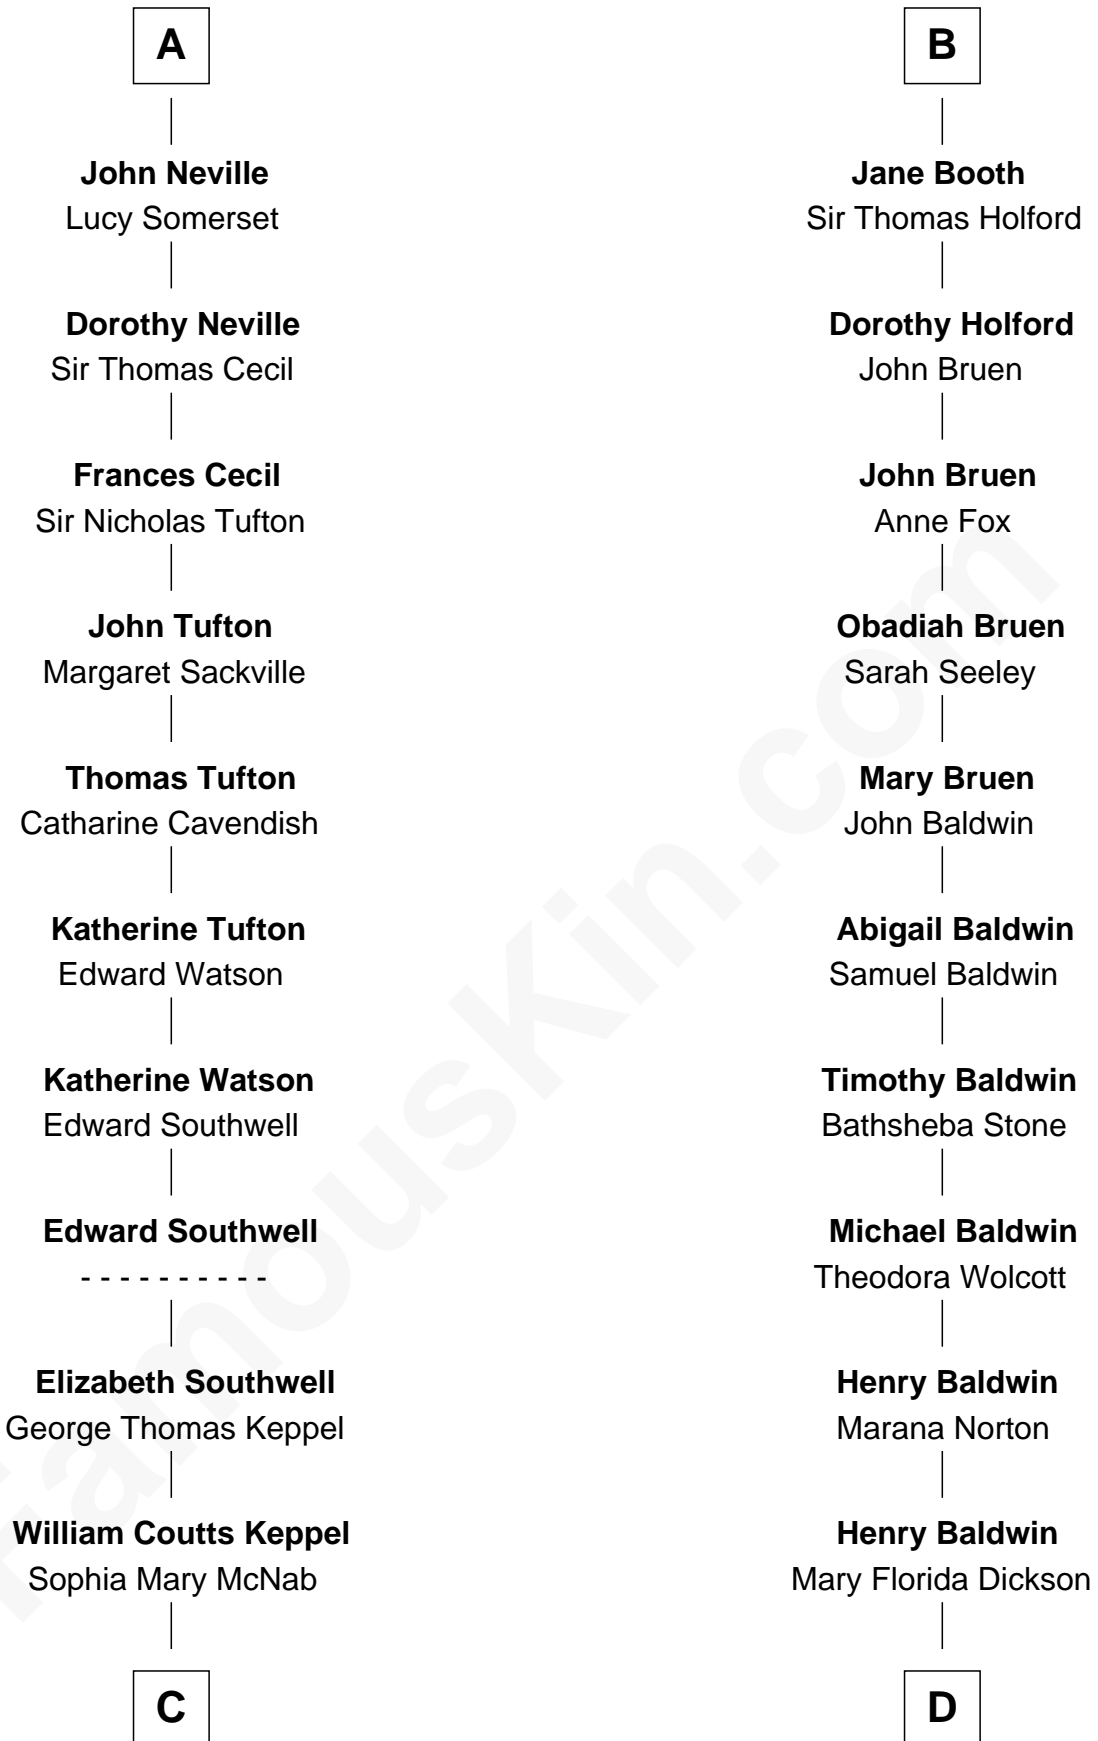 A
John Neville
Lucy Somerset
Dorothy Neville
Sir Thomas Cecil
Frances Cecil
Sir Nicholas Tufton
John Tufton
Margaret Sackville
Thomas Tufton
Catharine Cavendish
Katherine Tufton
Edward Watson
Katherine Watson
Edward Southwell
Edward Southwell
- - - - - - - - - -
Elizabeth Southwell
George Thomas Keppel
William Coutts Keppel
Sophia Mary McNab
C
B
Jane Booth
Sir Thomas Holford
Dorothy Holford
John Bruen
John Bruen
Anne Fox
Obadiah Bruen
Sarah Seeley
Mary Bruen
John Baldwin
Abigail Baldwin
Samuel Baldwin
Timothy Baldwin
Bathsheba Stone
Michael Baldwin
Theodora Wolcott
Henry Baldwin
Marana Norton
Henry Baldwin
Mary Florida Dickson
D
FamousKin.com